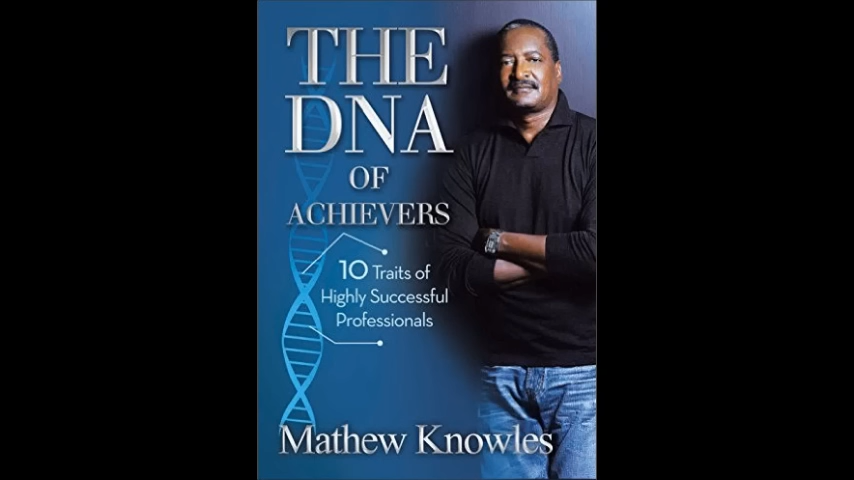 THE
DNA
OF
ACHIEVERS
10 Traits of
Highly Successful
Professionals
Mathew Knowles